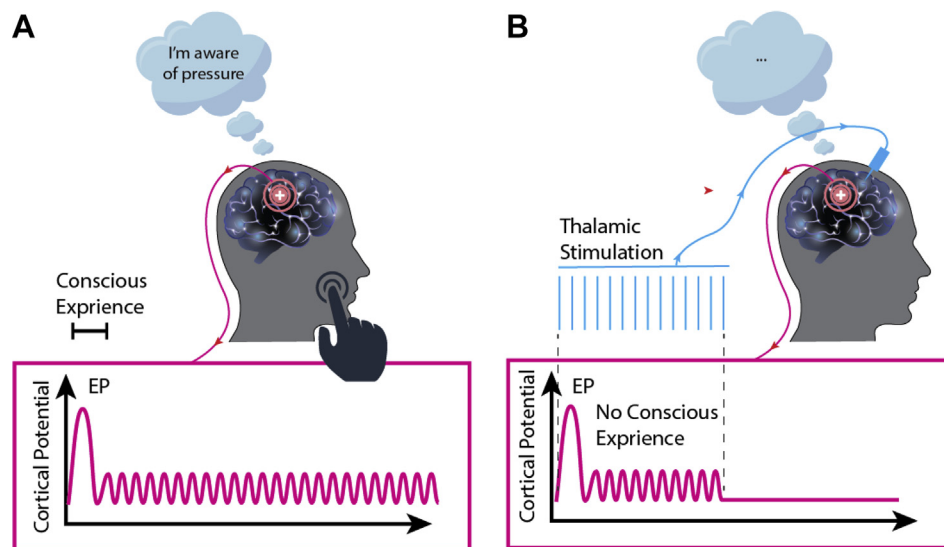 A
I'm aware
of pressure
Conscious
Exprience
EP
Cortical Potential
B
...
Thalamic
Stimulation
EP
No Conscious
Exprience
Cortical Potential